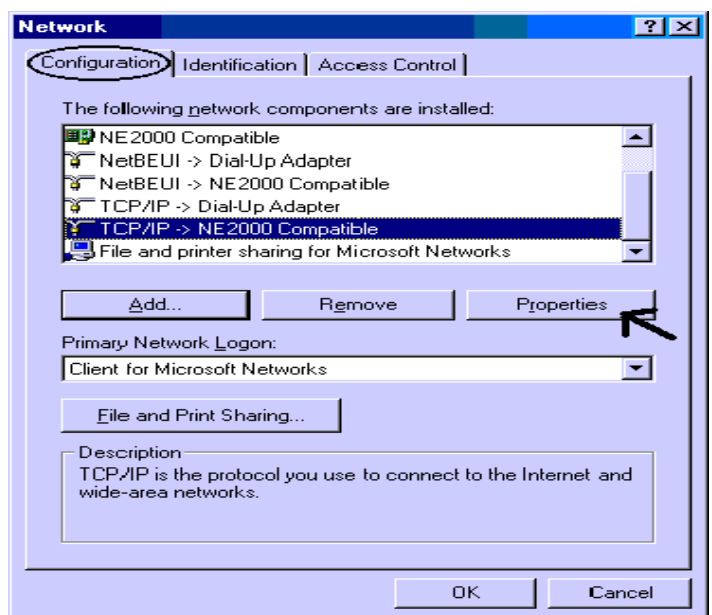 Network
Configuration Identification Access Control
The following network components are installed:
NE2000 Compatible
NetBEUI -> Dial-Up Adapter
NetBEUI -> NE2000 Compatible
TCP/IP -> Dial-Up Adapter
TCP/IP -> NE2000 Compatible
File and printer sharing for Microsoft Networks
Add... Remove Properties
Primary Network Logon:
Client for Microsoft Networks
File and Print Sharing...
Description
TCP/IP is the protocol you use to connect to the Internet and
wide-area networks.
OK Cancel